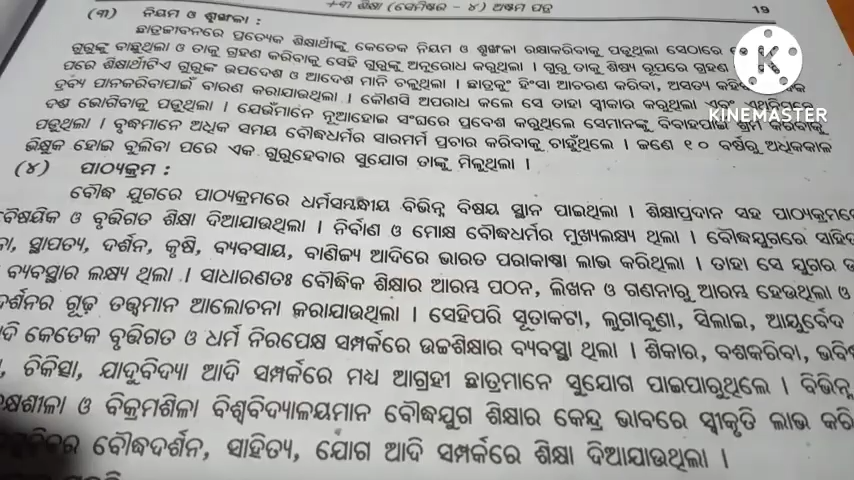 +୩ ଶିକ୍ଷା (ସେମିଷ୍ଟର - ୪) ଅଷ୍ଟମ ପତ୍ର 19
(୩) ନିୟମ ଓ ଶୃଙ୍ଖଳା :
ଛାତ୍ରଜୀବନରେ ପ୍ରତ୍ୟେକ ଶିକ୍ଷାର୍ଥୀଙ୍କୁ କେତେକ ନିୟମ ଓ ଶୃଙ୍ଖଳା ରକ୍ଷାକରିବାକୁ ପଡୁଥିଲା ସେଠାରେ
ଗୁରୁଙ୍କୁ ବାଛୁଥିଲା ଓ ତାକୁ ଗ୍ରହଣ କରିବାକୁ ସେହି ଗୁରୁଙ୍କୁ ଅନୁରୋଧ କରୁଥିଲା । ଗୁରୁ ତାକୁ ଶିଷ୍ୟ ରୂପରେ ଗ୍ରହଣ
ପରେ ଶିକ୍ଷାର୍ଥୀଟିଏ ଗୁରୁଙ୍କ ଉପଦେଶ ଓ ଆଦେଶ ମାନି ଚଳୁଥିଲା । ଛାତ୍ରକୁ ହିଂସା ଆଚରଣ କରିବା, ଅସତ୍ୟ
ଦ୍ରବ୍ୟ ପାନକରିବାପାଇଁ ବାରଣ କରାଯାଉଥିଲା । କୌଣସି ଅପରାଧ କଲେ ସେ ତାହା ସ୍ୱୀକାର କରୁଥିଲା ଏବଂ
ଦଣ୍ଡ ଭୋଗିବାକୁ ପଡୁଥିଲା । ଯେଉଁମାନେ ନୂଆହୋଇ ସଂଘରେ ପ୍ରବେଶ କରୁଥିଲେ ସେମାନଙ୍କୁ ବିବାହପାଇଁ ଶ୍ରମ କରିବାକୁ
ପଡୁଥିଲା । ବୃଦ୍ଧମାନେ ଅଧିକ ସମୟ ବୌଦ୍ଧଧର୍ମର ସାରମର୍ମ ପ୍ରଚାର କରିବାକୁ ଚାହୁଁଥିଲେ । ଜଣେ ୧୦ ବର୍ଷରୁ ଅଧିକକାଳ
ଭିକ୍ଷୁକ ହୋଇ ବୁଲିବା ପରେ ଏକ ଗୁରୁହେବାର ସୁଯୋଗ ତାଙ୍କୁ ମିଳୁଥିଲା ।
(୪) ପାଠ୍ୟକ୍ରମ :
ବୌଦ୍ଧ ଯୁଗରେ ପାଠ୍ୟକ୍ରମରେ ଧର୍ମସମ୍ବନ୍ଧୀୟ ବିଭିନ୍ନ ବିଷୟ ସ୍ଥାନ ପାଇଥିଲା । ଶିକ୍ଷାପ୍ରଦାନ ସହ ପାଠ୍ୟକ୍ରମରେ
ବୈଷୟିକ ଓ ବୃତ୍ତିଗତ ଶିକ୍ଷା ଦିଆଯାଉଥିଲା । ନିର୍ବାଣ ଓ ମୋକ୍ଷ ବୌଦ୍ଧଧର୍ମର ମୁଖ୍ୟଲକ୍ଷ୍ୟ ଥିଲା । ବୌଦ୍ଧଯୁଗରେ
ସ୍ଥାପତ୍ୟ, ଦର୍ଶନ, କୃଷି, ବ୍ୟବସାୟ, ବାଣିଜ୍ୟ ଆଦିରେ ଭାରତ ପରାକାଷ୍ଠା ଲାଭ କରିଥିଲା । ତାହା ସେ ଯୁଗର
ବ୍ୟବସ୍ଥାର ଲକ୍ଷ୍ୟ ଥିଲା । ସାଧାରଣତଃ ବୌଦ୍ଧିକ ଶିକ୍ଷାର ଆରମ୍ଭ ପଠନ, ଲିଖନ ଓ ଗଣନାରୁ ଆରମ୍ଭ ହେଉଥିଲା ଓ
ଦର୍ଶନର ଗୂଢ଼ ତତ୍ତ୍ୱମାନ ଆଲୋଚନା କରାଯାଉଥିଲା । ସେହିପରି ସୂତାକଟା, ଲୁଗାବୁଣା, ସିଲାଇ, ଆୟୁର୍ବେଦ
କେତେକ ବୃତ୍ତିଗତ ଓ ଧର୍ମ ନିରପେକ୍ଷ ସମ୍ପର୍କରେ ଉଚ୍ଚଶିକ୍ଷାର ବ୍ୟବସ୍ଥା ଥିଲା । ଶିକାର, ବଶକରିବା,
ଚିକିତ୍ସା, ଯାଦୁବିଦ୍ୟା ଆଦି ସମ୍ପର୍କରେ ମଧ୍ୟ ଆଗ୍ରହୀ ଛାତ୍ରମାନେ ସୁଯୋଗ ପାଇପାରୁଥିଲେ । ବିଭିନ୍ନ
ଓ ବିକ୍ରମଶିଳା ବିଶ୍ୱବିଦ୍ୟାଳୟମାନ ବୌଦ୍ଧଯୁଗ ଶିକ୍ଷାର କେନ୍ଦ୍ର ଭାବରେ ସ୍ୱୀକୃତି ଲାଭ
ବୌଦ୍ଧଦର୍ଶନ, ସାହିତ୍ୟ, ଯୋଗ ଆଦି ସମ୍ପର୍କରେ ଶିକ୍ଷା ଦିଆଯାଉଥିଲା ।
KINEMASTER